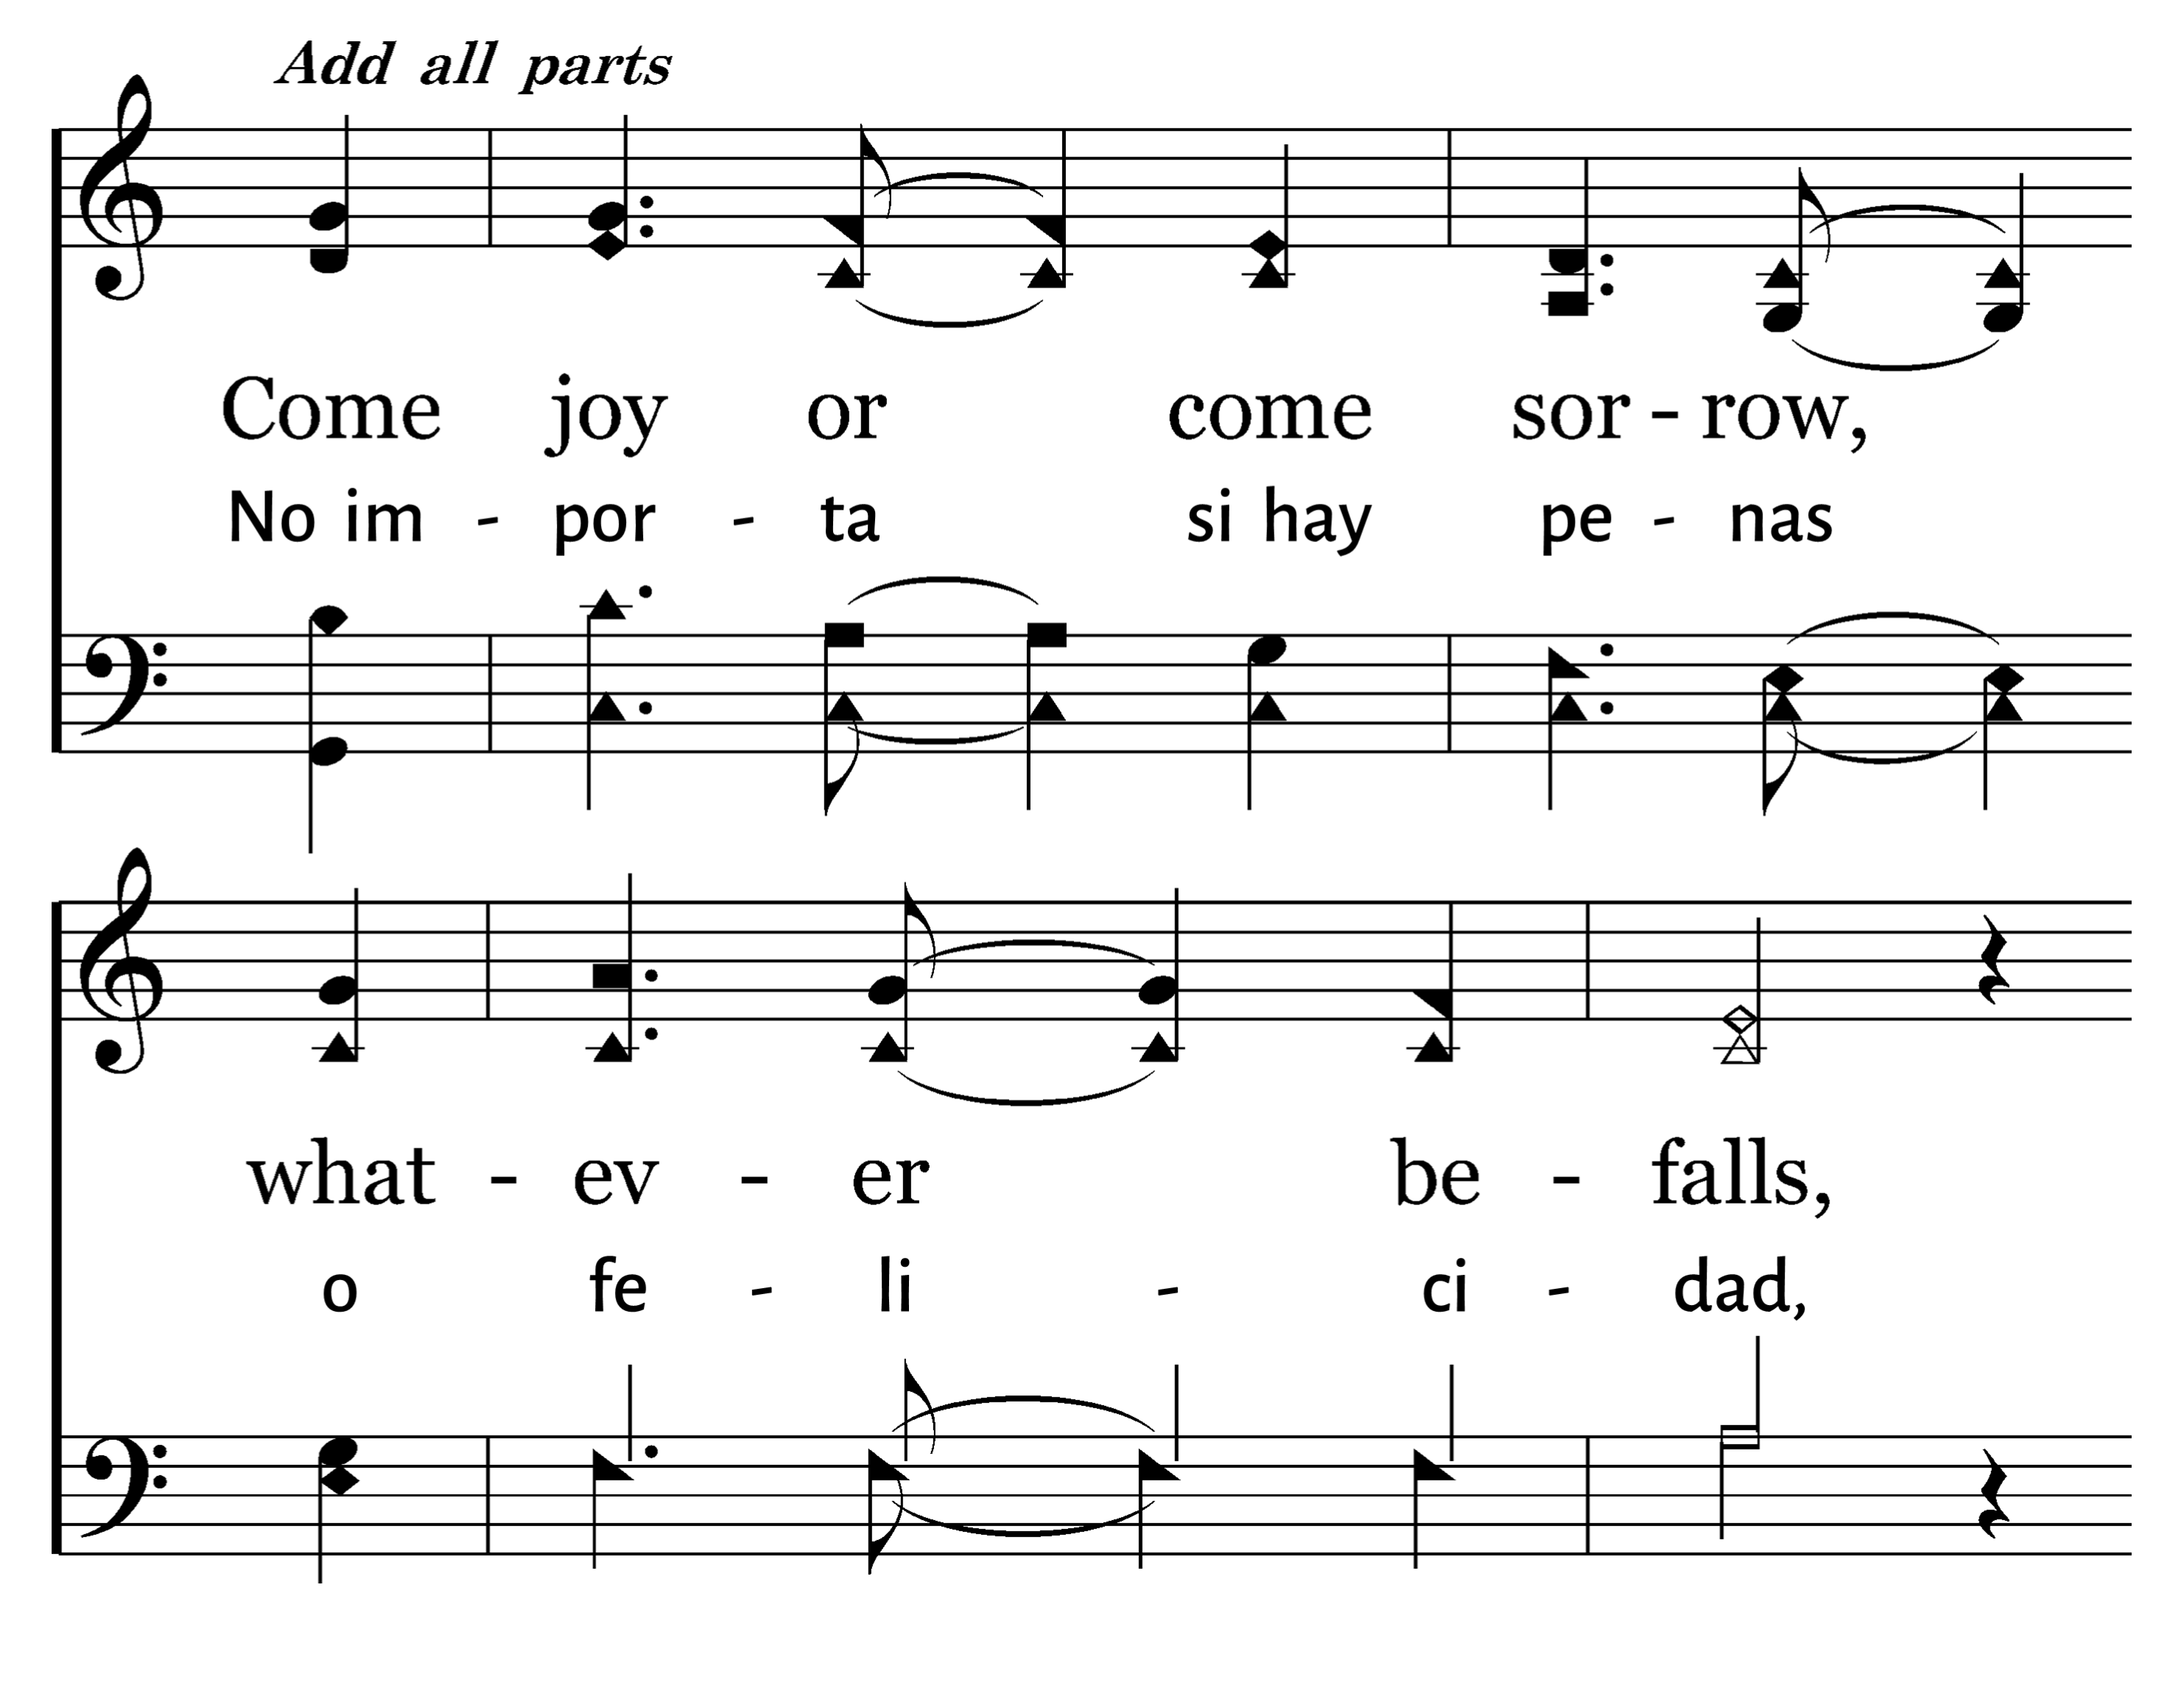 Add all parts
Come joy or come sor - row,
No im - por - ta si hay pe - nas
what - ev - er be - falls,
o fe - li - ci - dad,